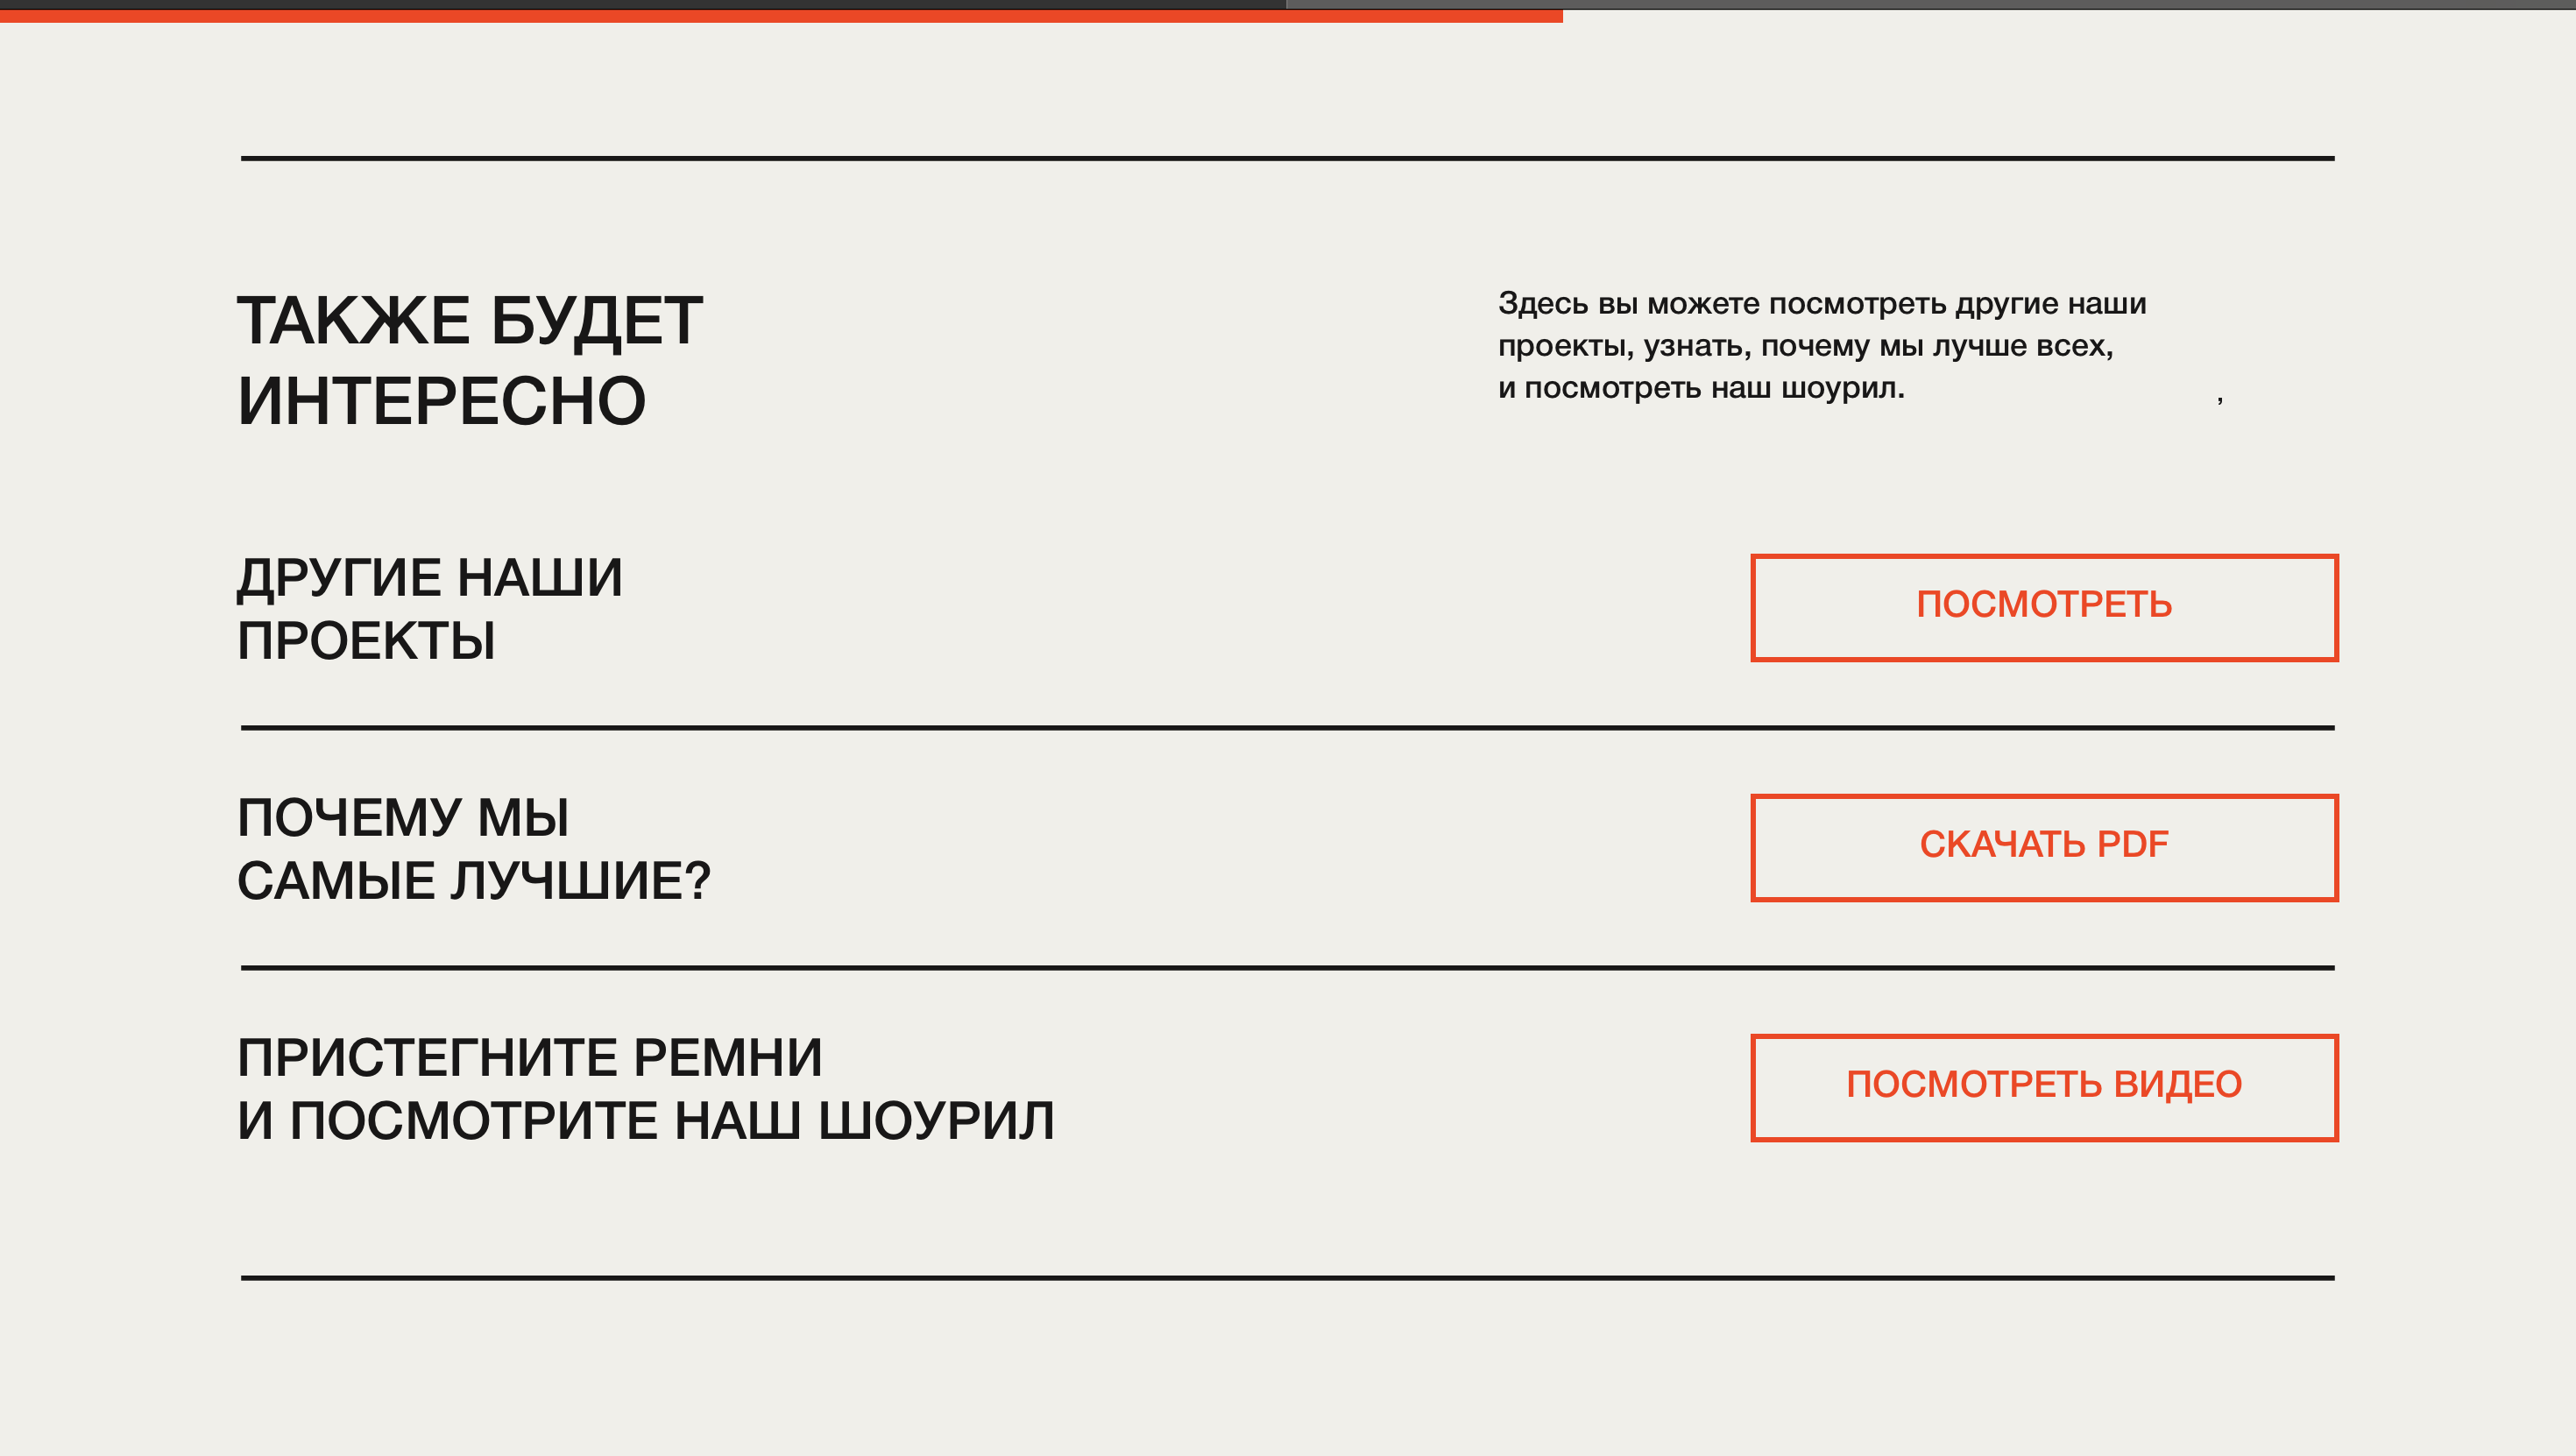 ТАКЖЕ БУДЕТ
ИНТЕРЕСНО
Здесь вы можете посмотреть другие наши
проекты, узнать, почему мы лучше всех,
и посмотреть наш шоурил.
,
ДРУГИЕ НАШИ
ПРОЕКТЫ
ПОСМОТРЕТЬ
ПОЧЕМУ МЫ
САМЫЕ ЛУЧШИЕ?
СКАЧАТЬ PDF
ПРИСТЕГНИТЕ РЕМНИ
И ПОСМОТРИТЕ НАШ ШОУРИЛ
ПОСМОТРЕТЬ ВИДЕО